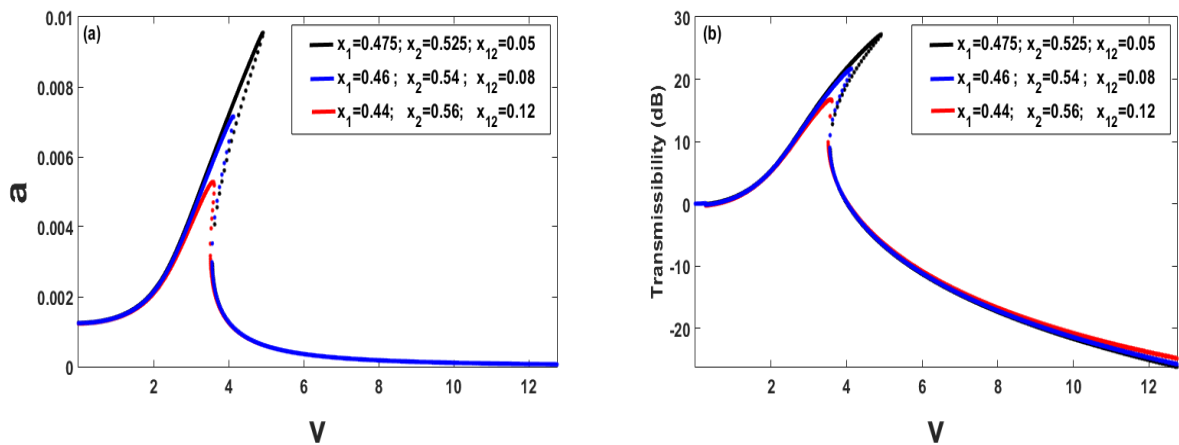 (a)
x1=0.475; x2=0.525; x12=0.05
x1=0.46 ; x2=0.54 ; x12=0.08
x1=0.44; x2=0.56; x12=0.12
0.01
0.008
0.006
0.004
0.002
0
a
2 4 6 8 10 12
V
(b)
x1=0.475; x2=0.525; x12=0.05
x1=0.46 ; x2=0.54 ; x12=0.08
x1=0.44; x2=0.56; x12=0.12
30
20
10
0
-10
-20
Transmissibility (dB)
2 4 6 8 10 12
V